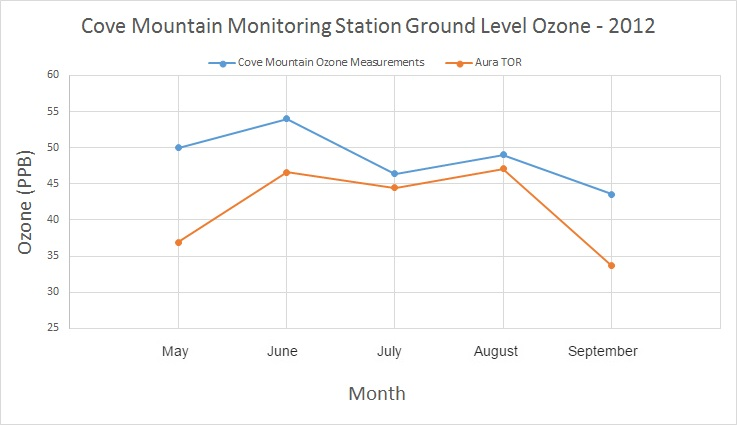 Cove Mountain Monitoring Station Ground Level Ozone - 2012
Cove Mountain Ozone Measurements Aura TOR
60
55
50
45
40
35
30
25
Ozone (PPB)
May June July August September
Month